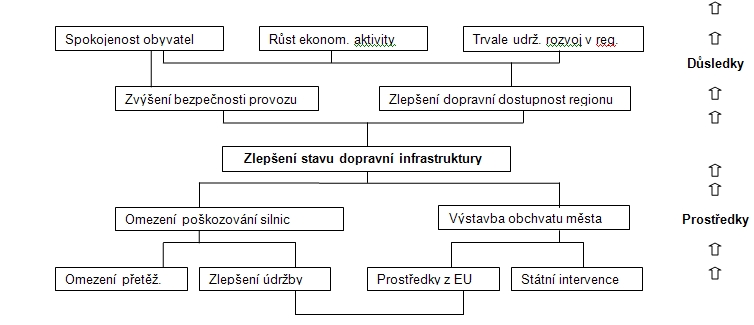 Spokojenost obyvatel
Růst ekonom. aktivity.
Trvale udrž. rozvoj v reg.
Důsledky
Zvýšení bezpečnosti provozu
Zlepšení dopravní dostupnost regionu
Zlepšení stavu dopravní infrastruktury
Omezení poškozování silnic
Výstavba obchvatu města
Prostředky
Omezení přetěž.
Zlepšení údržby
Prostředky z EU
Státní intervence